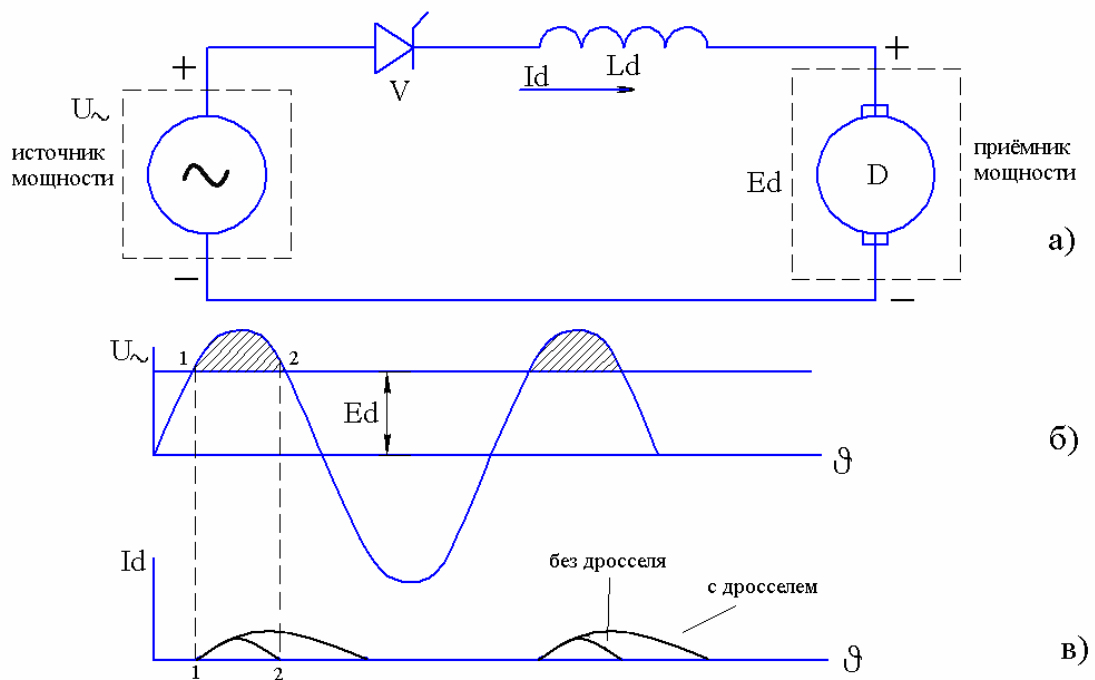 +
V
Id
Ld
+
U~
источник
мощности
~
Ed
D
приёмник
мощности
а)
−
−
U~
1
2
Ed
ϑ
б)
Id
без дросселя
с дросселем
1
2
ϑ
в)